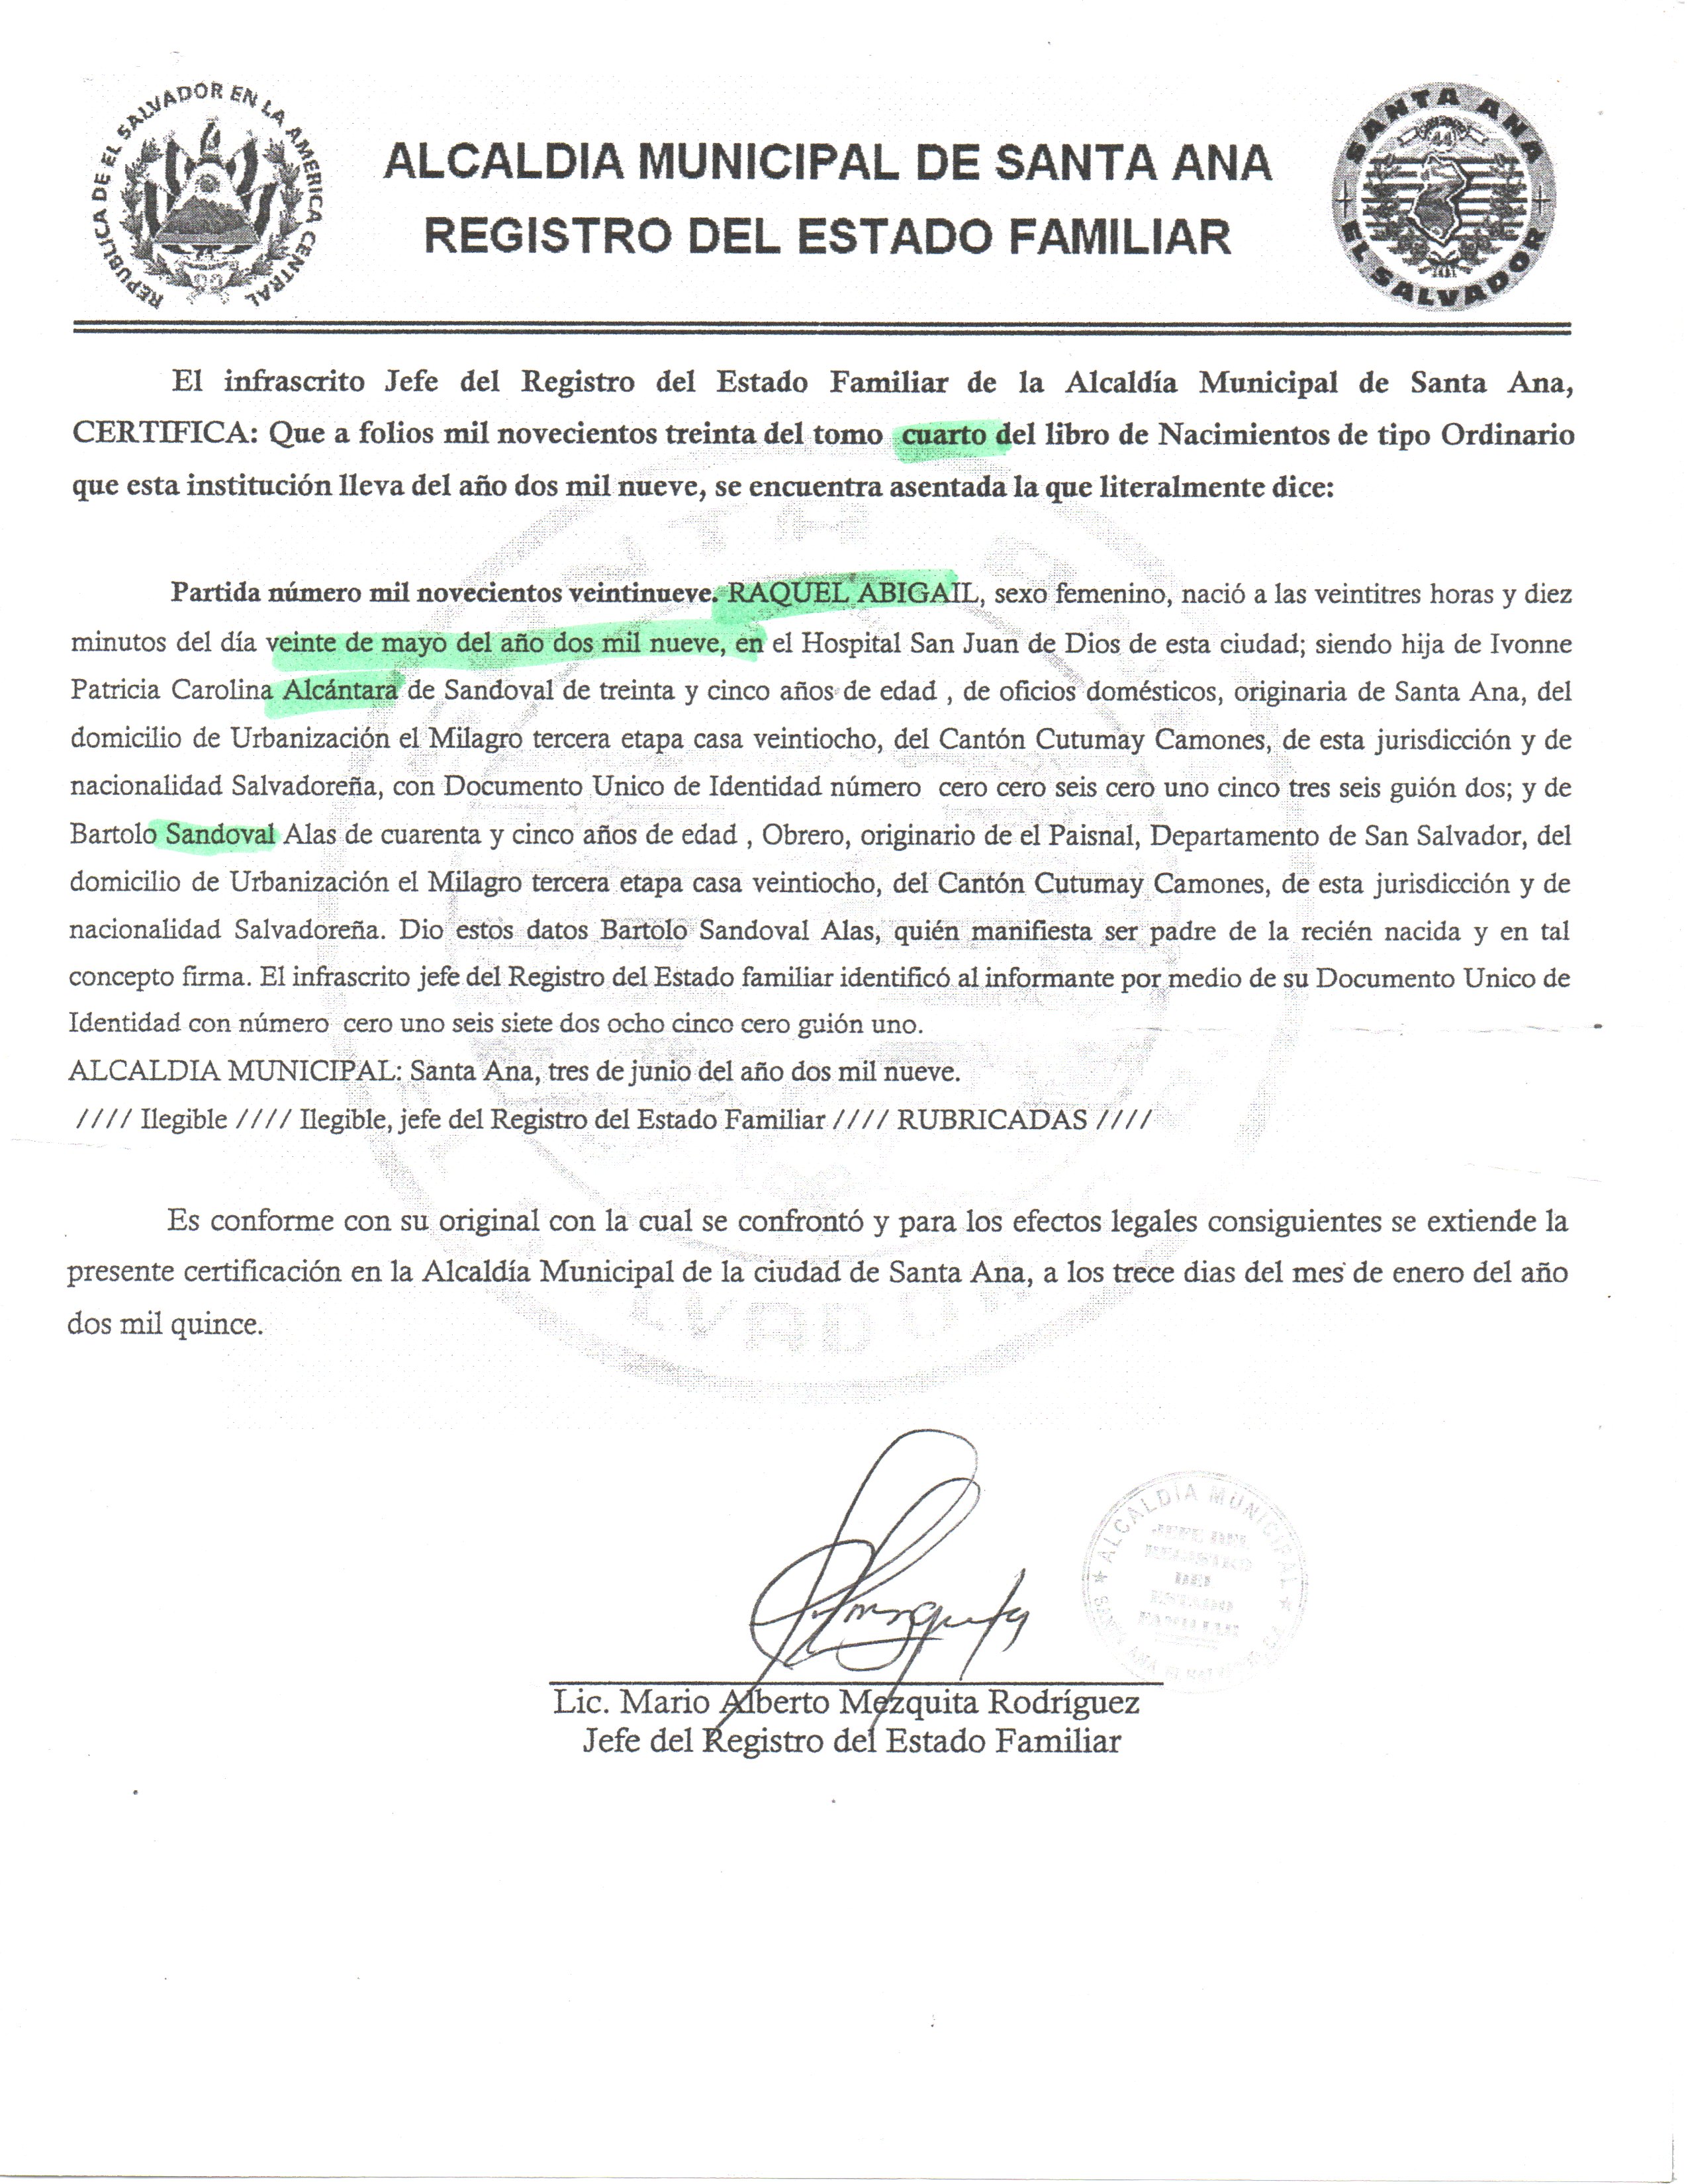 REPUBLICA DE EL SALVADOR EN LA AMERICA CENTRAL
ALCALDIA MUNICIPAL DE SANTA ANA
REGISTRO DEL ESTADO FAMILIAR
SANTA ANA
EL SALVADOR
El infrascrito Jefe del Registro del Estado Familiar de la Alcaldía Municipal de Santa Ana,
CERTIFICA: Que a folios mil novecientos treinta del tomo cuarto del libro de Nacimientos de tipo Ordinario
que esta institución lleva del año dos mil nueve, se encuentra asentada la que literalmente dice:
Partida número mil novecientos veintinueve. RAQUEL ABIGAIL, sexo femenino, nació a las veintitres horas y diez
minutos del día veinte de mayo del año dos mil nueve, en el Hospital San Juan de Dios de esta ciudad; siendo hija de Ivonne
Patricia Carolina Alcántara de Sandoval de treinta y cinco años de edad , de oficios domésticos, originaria de Santa Ana, del
domicilio de Urbanización el Milagro tercera etapa casa veintiocho, del Cantón Cutumay Camones, de esta jurisdicción y de
nacionalidad Salvadoreña, con Documento Unico de Identidad número cero cero seis cero uno cinco tres seis guión dos; y de
Bartolo Sandoval Alas de cuarenta y cinco años de edad , Obrero, originario de el Paisnal, Departamento de San Salvador, del
domicilio de Urbanización el Milagro tercera etapa casa veintiocho, del Cantón Cutumay Camones, de esta jurisdicción y de
nacionalidad Salvadoreña. Dio estos datos Bartolo Sandoval Alas, quién manifiesta ser padre de la recién nacida y en tal
concepto firma. El infrascrito jefe del Registro del Estado familiar identificó al informante por medio de su Documento Unico de
Identidad con número cero uno seis siete dos ocho cinco cero guión uno.
ALCALDIA MUNICIPAL: Santa Ana, tres de junio del año dos mil nueve.
//// Ilegible //// Ilegible, jefe del Registro del Estado Familiar //// RUBRICADAS ////
Es conforme con su original con la cual se confrontó y para los efectos legales consiguientes se extiende la
presente certificación en la Alcaldía Municipal de la ciudad de Santa Ana, a los trece dias del mes de enero del año
dos mil quince.
ALCALDÍA MUNICIPAL
Lic. Mario Alberto Mezquita Rodríguez
Jefe del Registro del Estado Familiar